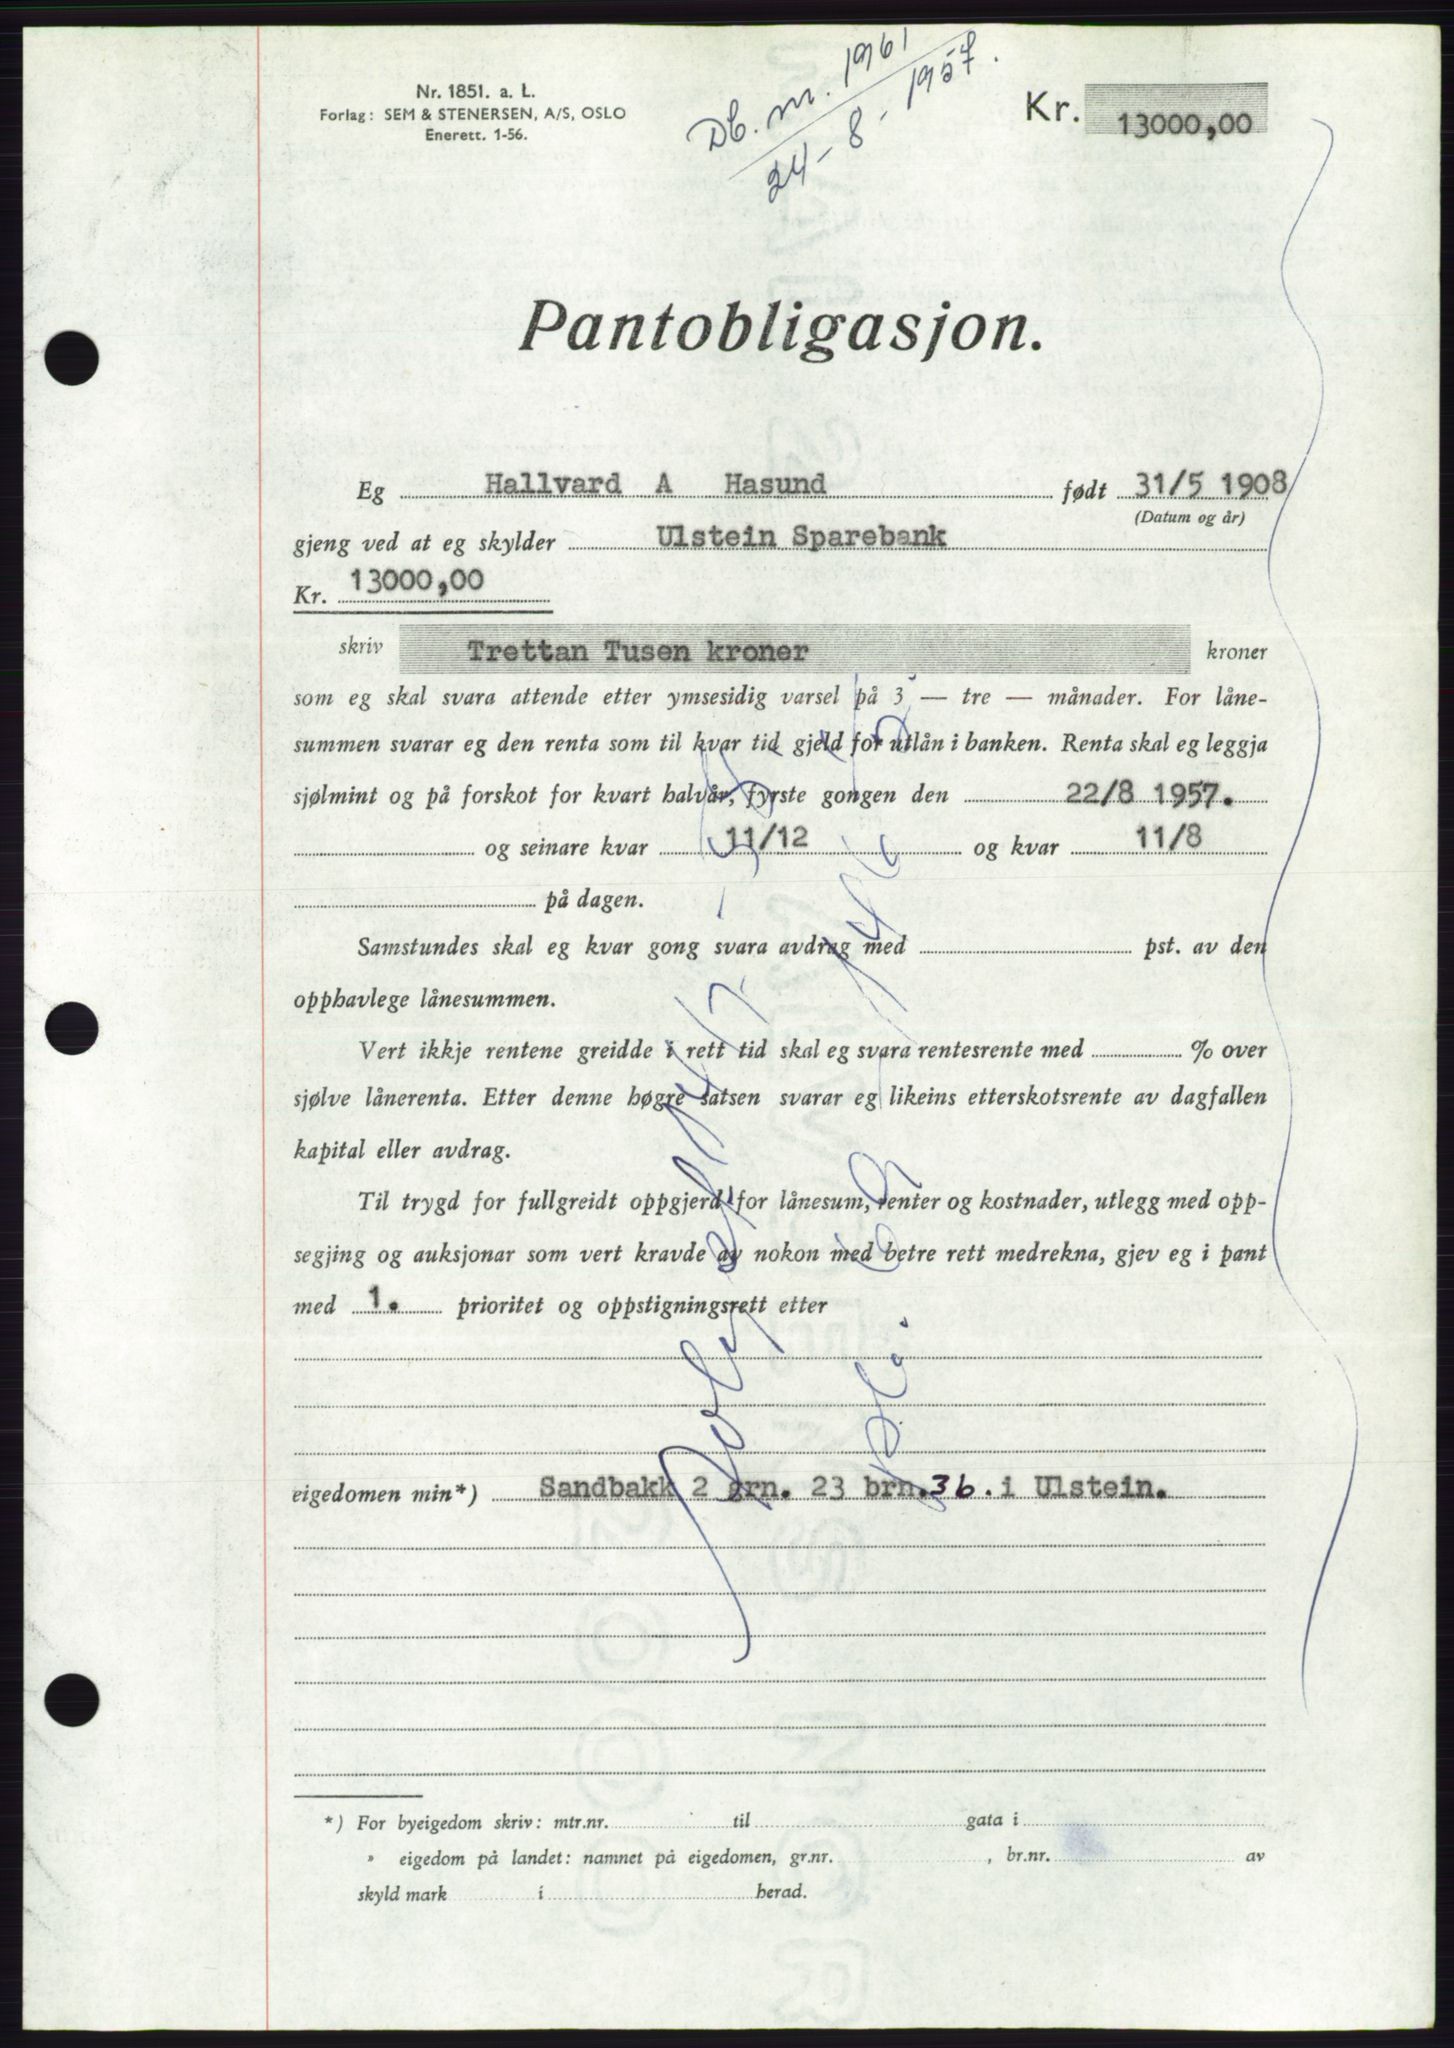 Nr. 1851. a. L.
Forlag: SEM & STENERSEN, A/S, OSLO
Enerett. 1-56.
Db. nr. 1961
24-8-1957.
Kr. 13000,00
Pantobligasjon.
Eg Hallvard A Hasund født 31/5 1908
(Datum og år)
gjeng ved at eg skylder Ulstein Sparebank
Kr. 13000,00
skriv Trettan Tusen kroner kroner
som eg skal svara attende etter ymsesidig varsel på 3 — tre — månader. For låne-
summen svarar eg den renta som til kvar tid gjeld for utlån i banken. Renta skal eg leggja
sjølmint og på forskot for kvart halvår, fyrste gongen den 22/8 1957.
og seinare kvar 11/12 og kvar 11/8
på dagen.
Samstundes skal eg kvar gong svara avdrag med pst. av den
opphavlege lånesummen.
Vert ikkje rentene greidde i rett tid skal eg svara rentesrente med % over
sjølve lånerenta. Etter denne høgre satsen svarar eg likeins etterskotsrente av dagfallen
kapital eller avdrag.
Til trygd for fullgreidt oppgjerd for lånesum, renter og kostnader, utlegg med opp-
segjing og auksjonar som vert kravde av nokon med betre rett medrekna, gjev eg i pant
med 1. prioritet og oppstigningsrett etter
eigedomen min*) Sandbakk 2 grn. 23 brn.36. i Ulstein.
*) For byeigedom skriv: mtr.nr. til gata i
" eigedom på landet: namnet på eigedomen, gr.nr. , br.nr. av
skyld mark i herad.